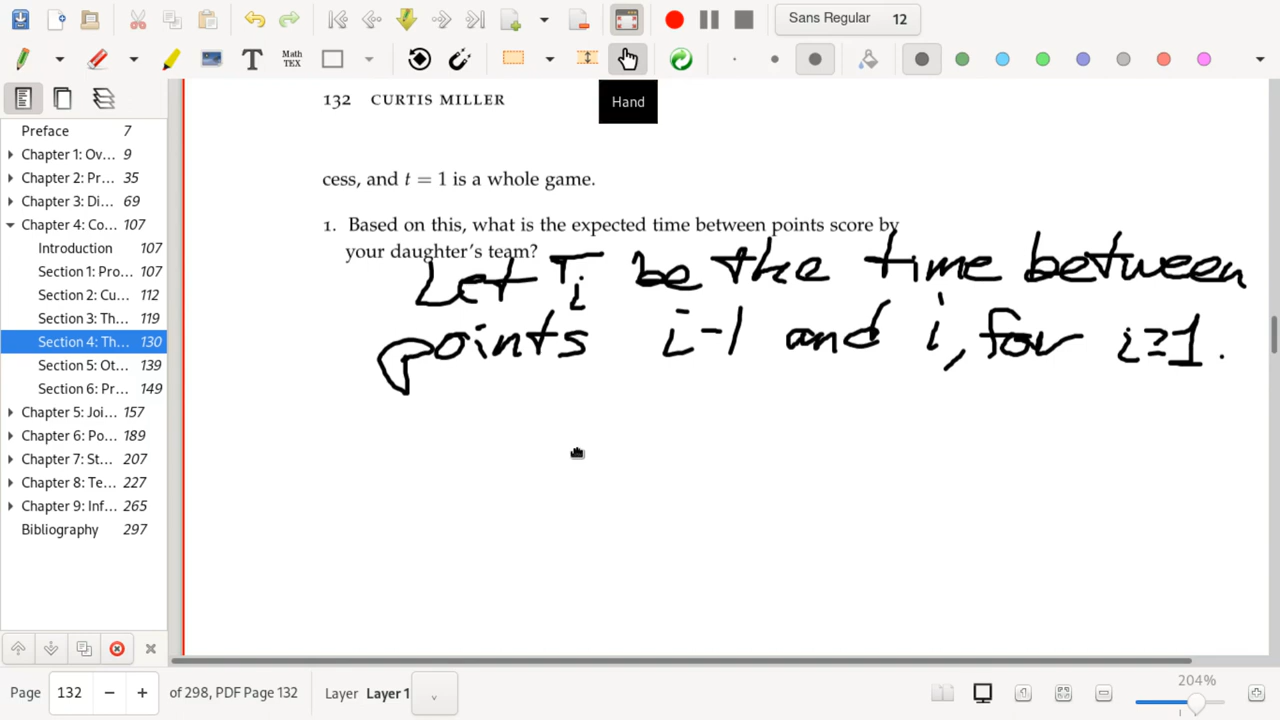 Sans Regular 12
Math
TEX
Hand
Preface 7
Chapter 1: Ov... 9
Chapter 2: Pr... 35
Chapter 3: Di... 69
Chapter 4: Co... 107
Introduction 107
Section 1: Pro... 107
Section 2: Cu... 112
Section 3: Th... 119
Section 4: Th... 130
Section 5: Ot... 139
Section 6: Pr... 149
Chapter 5: Joi... 157
Chapter 6: Po... 189
Chapter 7: St... 207
Chapter 8: Te... 227
Chapter 9: Inf... 265
Bibliography 297
132 CURTIS MILLER
cess, and t = 1 is a whole game.
1. Based on this, what is the expected time between points score by
your daughter's team?
Let Ti be the time between
points i-1 and i, for i≥1.
Page 132 of 298, PDF Page 132 Layer Layer 1
204%